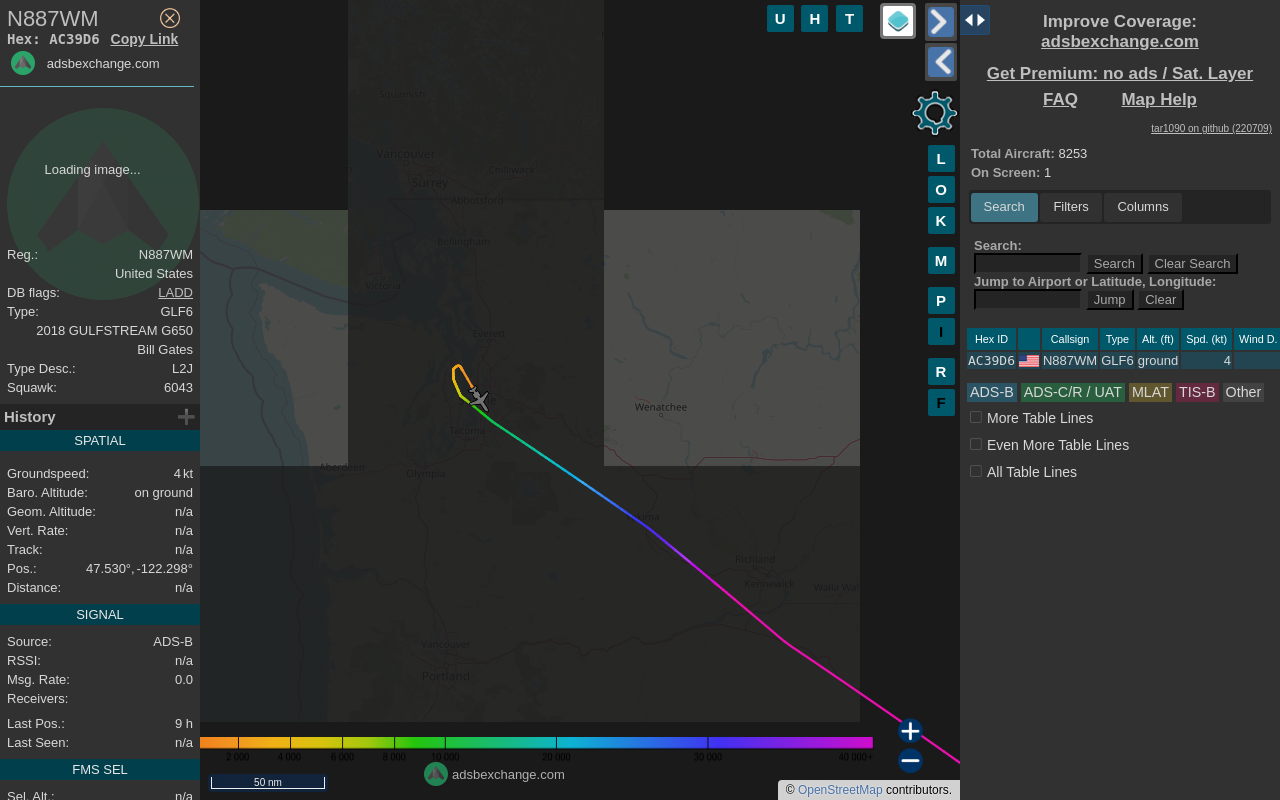 N887WM
Hex: AC39D6 Copy Link
adsbexchange.com
Loading image...
Reg.: N887WM
United States
DB flags: LADD
Type: GLF6
2018 GULFSTREAM G650
Bill Gates
Type Desc.: L2J
Squawk: 6043
History
SPATIAL
Groundspeed: 4 kt
Baro. Altitude: on ground
Geom. Altitude: n/a
Vert. Rate: n/a
Track: n/a
Pos.: 47.530°, -122.298°
Distance: n/a
SIGNAL
Source: ADS-B
RSSI: n/a
Msg. Rate: 0.0
Receivers:
Last Pos.: 9 h
Last Seen: n/a
FMS SEL
Sel. Alt.: n/a
U H T
L
O
K
M
P
I
R
F
Squamish
Vancouver
Chilliwack
Surrey
Abbotsford
Bellingham
Victoria
Everett
Wenatchee
Tacoma
Aberdeen
Olympia
Richland
Kennewick
Walla Wal
Vancouver
Portland
2 000 4 000 6 000 8 000 10 000 20 000 30 000 40 000+
adsbexchange.com
50 nm
© OpenStreetMap contributors.
Improve Coverage:
adsbexchange.com
Get Premium: no ads / Sat. Layer
FAQ Map Help
tar1090 on github (220709)
Total Aircraft: 8253
On Screen: 1
Search Filters Columns
Search:
Search Clear Search
Jump to Airport or Latitude, Longitude:
Jump Clear
Hex ID Callsign Type Alt. (ft) Spd. (kt) Wind D.
AC39D6 N887WM GLF6 ground 4
ADS-B ADS-C/R / UAT MLAT TIS-B Other
More Table Lines
Even More Table Lines
All Table Lines